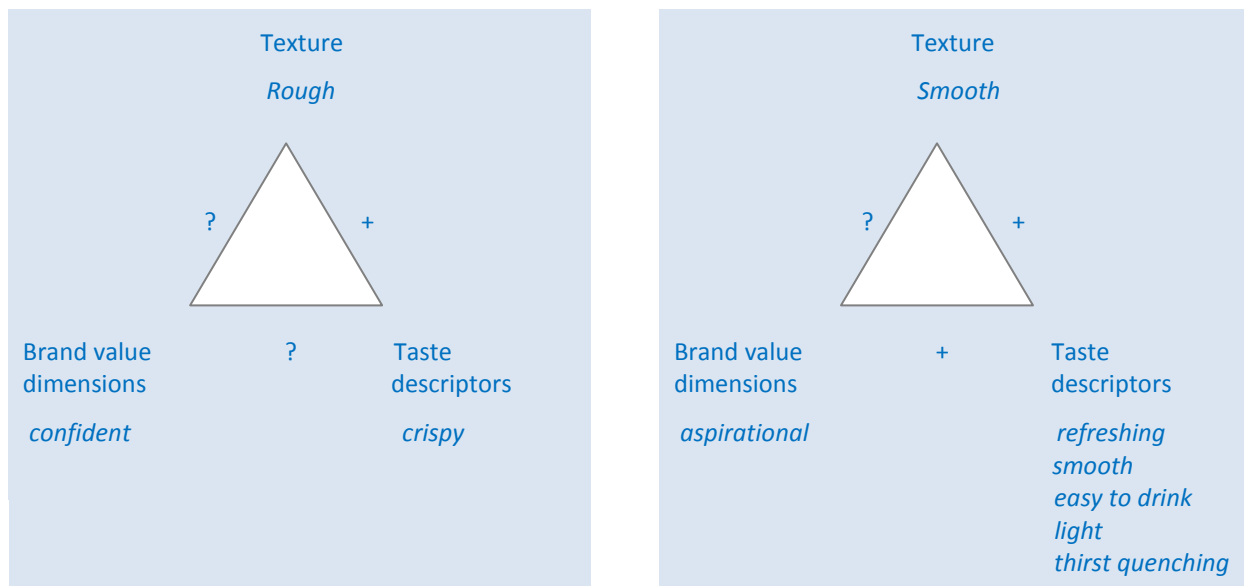 Texture
Rough
? +
Brand value ? Taste
dimensions descriptors
confident crispy
Texture
Smooth
? +
Brand value + Taste
dimensions descriptors
aspirational refreshing
smooth
easy to drink
light
thirst quenching